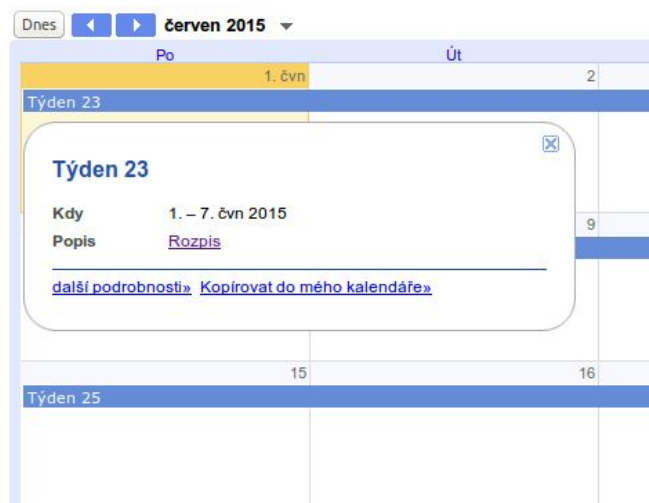 Dnes červen 2015
Po Út
1. čvn 2
Týden 23
Týden 23
Kdy 1. – 7. čvn 2015
Popis Rozpis
9
další podrobnosti» Kopírovat do mého kalendáře»
15 16
Týden 25